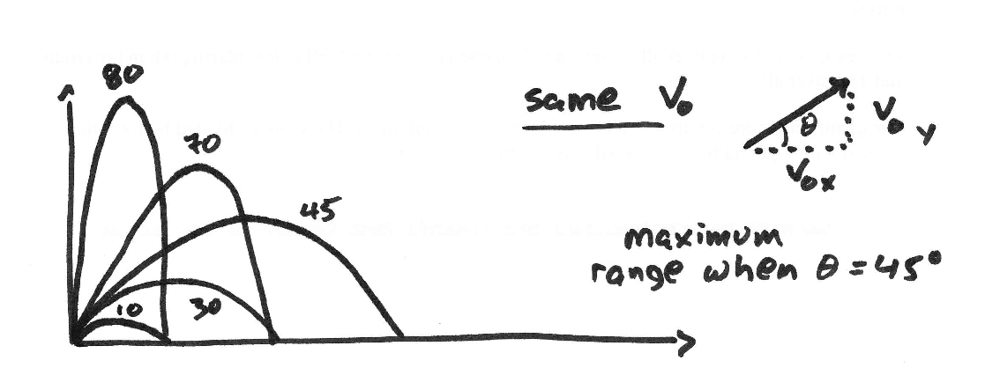 80
70
45
10
30
same V₀
θ
V₀y
V₀x
maximum
range when θ = 45°